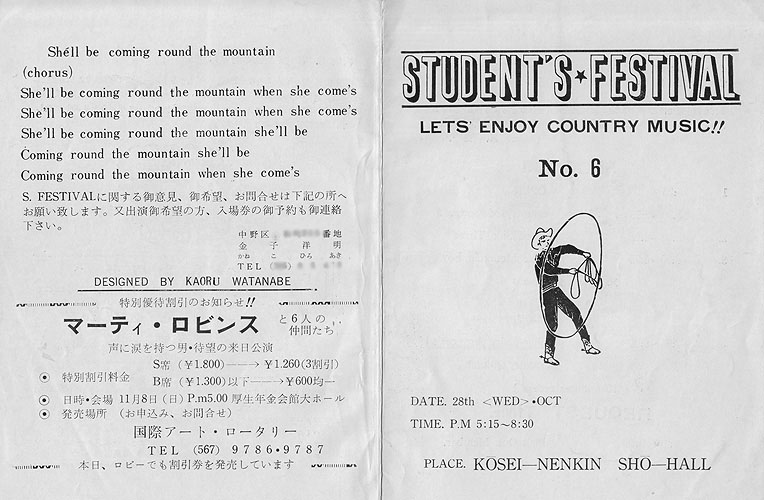 She'll be coming round the mountain
(chorus)
She'll be coming round the mountain when she come's
She'll be coming round the mountain when she come's
She'll be coming round the mountain she'll be
Coming round the mountain she'll be
Coming round the mountain when she come's
S. FESTIVALに関する御意見、御希望、お問合せは下記の所へ
お願い致します。又出演御希望の方、入場券の御予約も御連絡
下さい。
中野区 番地
金子洋明
かねこひろあき
TEL
DESIGNED BY KAORU WATANABE
特別優待割引のお知らせ!!
マーティ・ロビンス と6人の仲間たち
声に涙を持つ男・待望の来日公演
S席 (¥1.800)——→ ¥1.260(3割引)
◉ 特別割引料金
B席 (¥1.300)以下——→¥600均一
◉ 日時・会場 11月8日(日) P.m5.00 厚生年金会館大ホール
◉ 発売場所 (お申込み、お問合せ)
国際アート・ロータリー
TEL (567) 9786・9787
本日、ロビーでも割引券を発売しています
STUDENT'S★FESTIVAL
LETS' ENJOY COUNTRY MUSIC!!
No. 6
DATE. 28th <WED>・OCT
TIME. P.M 5:15~8:30
PLACE. KŌSEI—NENKIN SHŌ—HALL